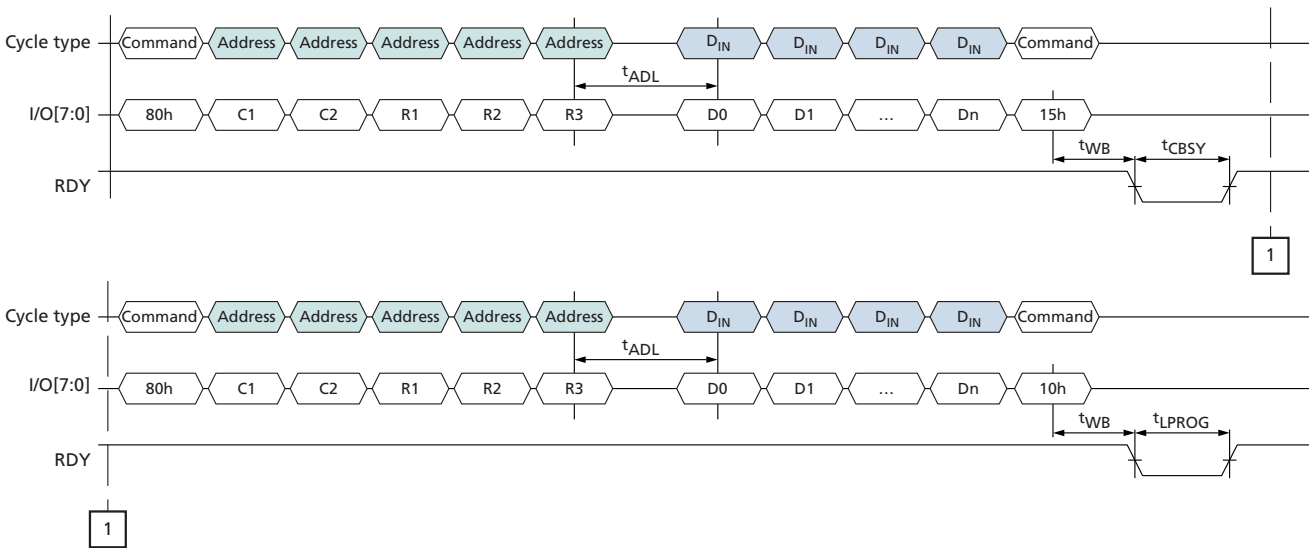 Cycle type Command Address Address Address Address Address DIN DIN DIN DIN Command
tADL
I/O[7:0] 80h C1 C2 R1 R2 R3 D0 D1 … Dn 15h
tWB tCBSY
RDY
1
Cycle type Command Address Address Address Address Address DIN DIN DIN DIN Command
tADL
I/O[7:0] 80h C1 C2 R1 R2 R3 D0 D1 … Dn 10h
tWB tLPROG
RDY
1